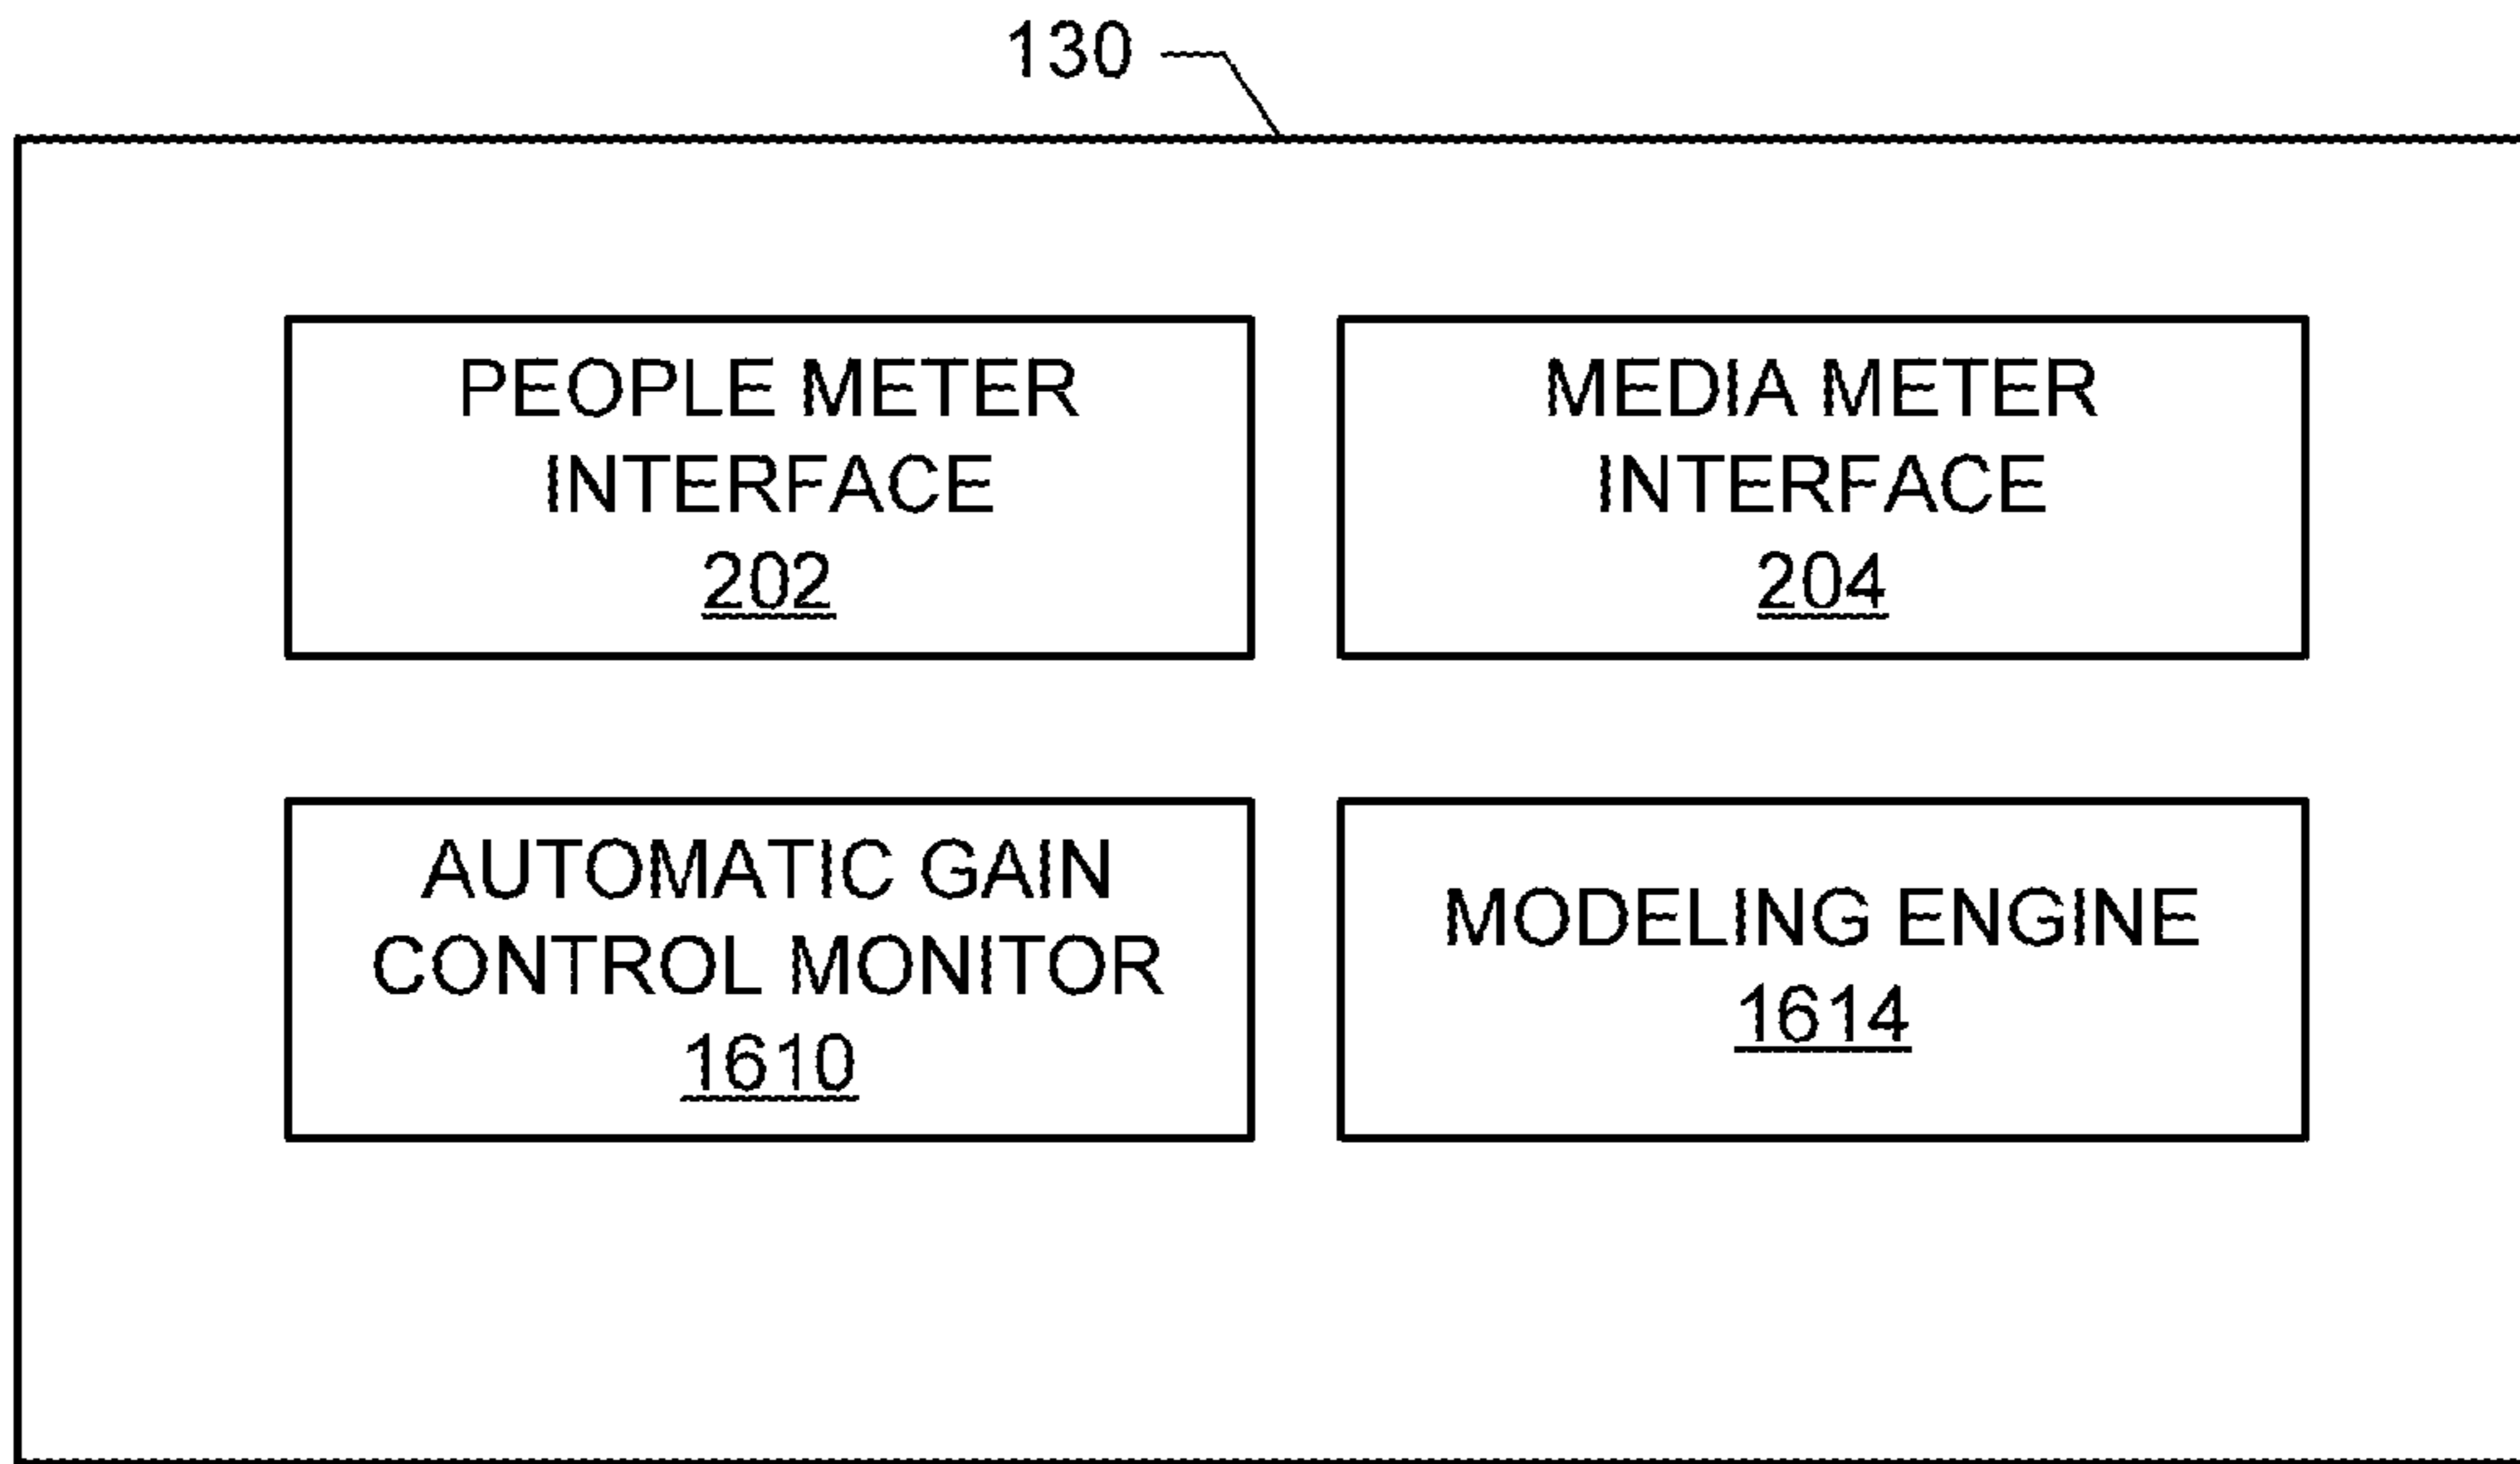 130
PEOPLE METER
INTERFACE
202
MEDIA METER
INTERFACE
204
AUTOMATIC GAIN
CONTROL MONITOR
1610
MODELING ENGINE
1614